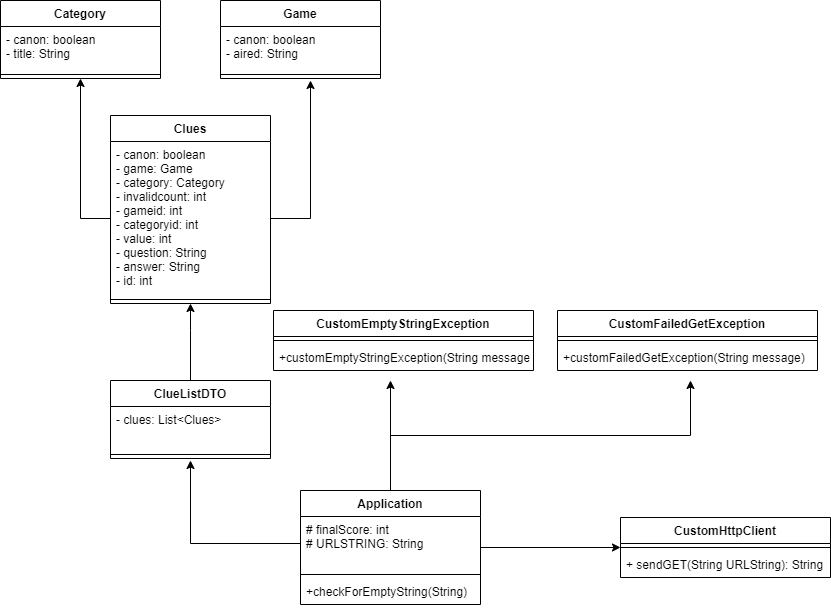 Category
- canon: boolean
- title: String
Game
- canon: boolean
- aired: String
Clues
- canon: boolean
- game: Game
- category: Category
- invalidcount: int
- gameid: int
- categoryid: int
- value: int
- question: String
- answer: String
- id: int
CustomEmptyStringException
+customEmptyStringException(String message
CustomFailedGetException
+customFailedGetException(String message)
ClueListDTO
- clues: List<Clues>
Application
# finalScore: int
# URLSTRING: String
+checkForEmptyString(String)
CustomHttpClient
+ sendGET(String URLString): String